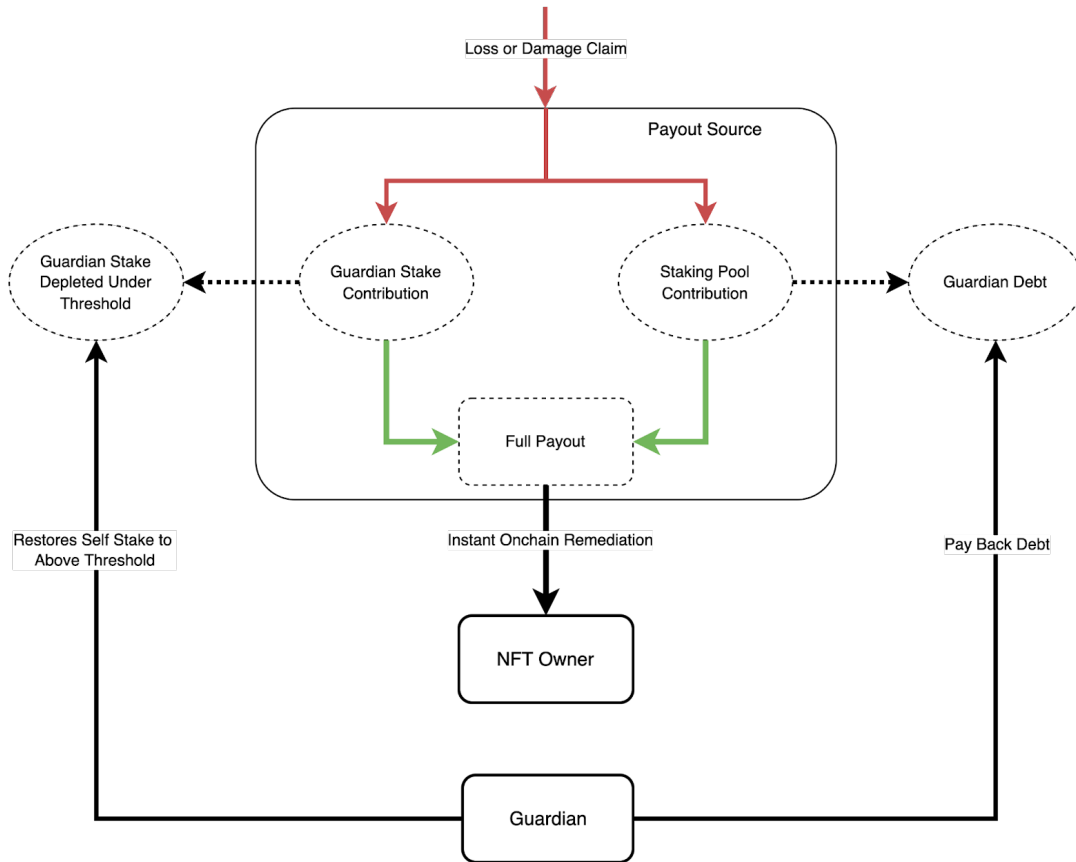 Loss or Damage Claim
Payout Source
Guardian Stake
Depleted Under
Threshold
Guardian Stake
Contribution
Staking Pool
Contribution
Guardian Debt
Full Payout
Restores Self Stake to
Above Threshold
Instant Onchain Remediation
Pay Back Debt
NFT Owner
Guardian